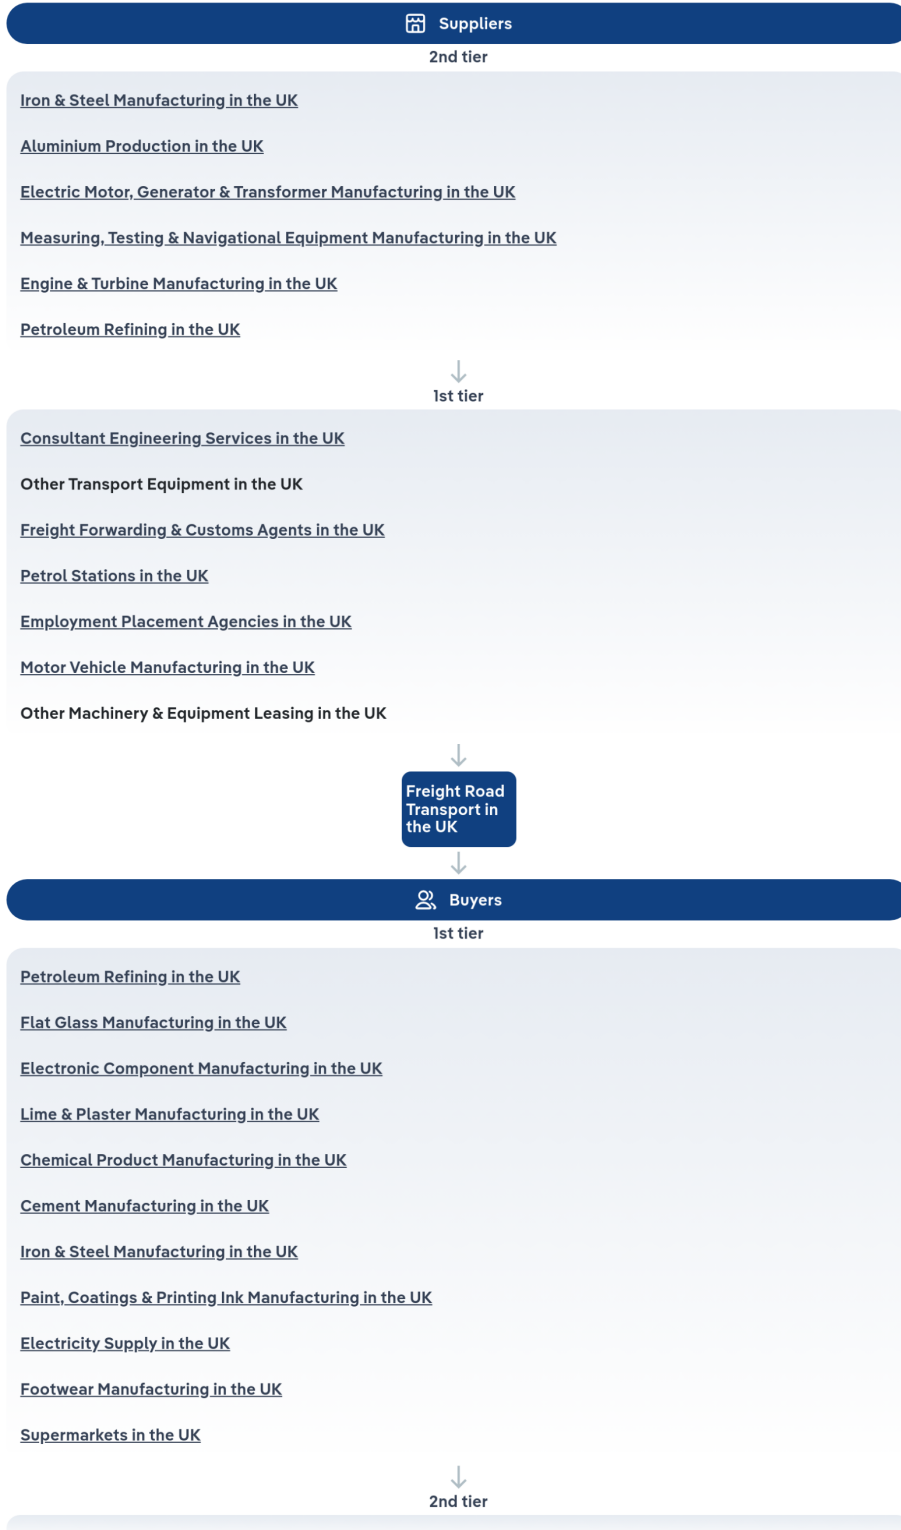 Suppliers
2nd tier
Iron & Steel Manufacturing in the UK
Aluminium Production in the UK
Electric Motor, Generator & Transformer Manufacturing in the UK
Measuring, Testing & Navigational Equipment Manufacturing in the UK
Engine & Turbine Manufacturing in the UK
Petroleum Refining in the UK
1st tier
Consultant Engineering Services in the UK
Other Transport Equipment in the UK
Freight Forwarding & Customs Agents in the UK
Petrol Stations in the UK
Employment Placement Agencies in the UK
Motor Vehicle Manufacturing in the UK
Other Machinery & Equipment Leasing in the UK
Freight Road
Transport in
the UK
Buyers
1st tier
Petroleum Refining in the UK
Flat Glass Manufacturing in the UK
Electronic Component Manufacturing in the UK
Lime & Plaster Manufacturing in the UK
Chemical Product Manufacturing in the UK
Cement Manufacturing in the UK
Iron & Steel Manufacturing in the UK
Paint, Coatings & Printing Ink Manufacturing in the UK
Electricity Supply in the UK
Footwear Manufacturing in the UK
Supermarkets in the UK
2nd tier